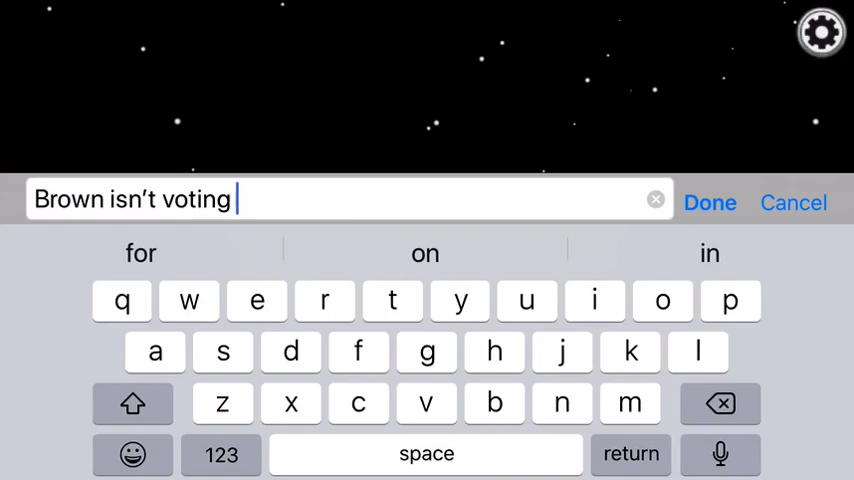 Brown isn’t voting
Done Cancel
for on in
q w e r t y u i o p
a s d f g h j k l
z x c v b n m
123 space return